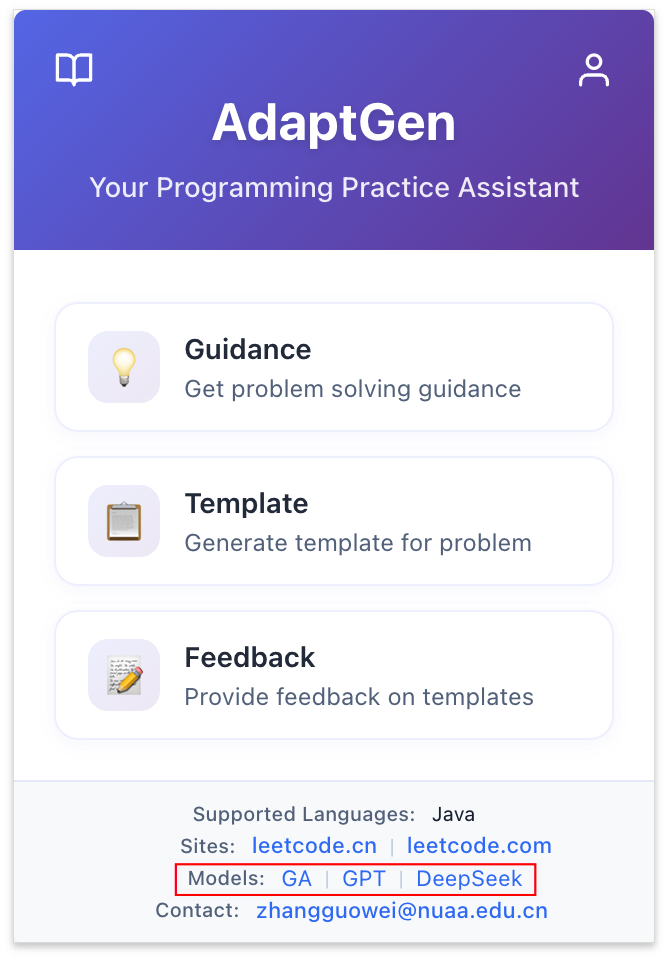 AdaptGen
Your Programming Practice Assistant
Guidance
Get problem solving guidance
Template
Generate template for problem
Feedback
Provide feedback on templates
Supported Languages: Java
Sites: leetcode.cn | leetcode.com
Models: GA | GPT | DeepSeek
Contact: zhangguowei@nuaa.edu.cn